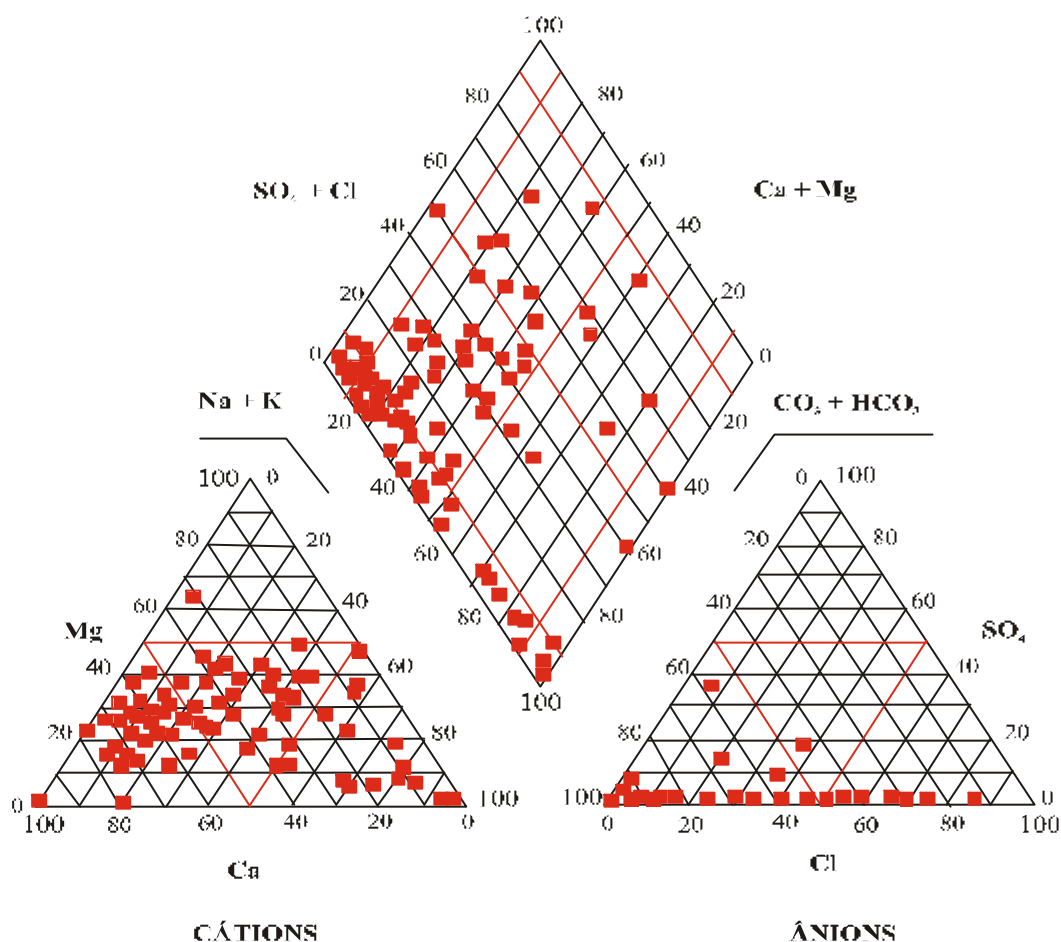 100
80 80
60 60
SO₄ + Cl Ca + Mg
40 40
20 20
0 0
Na + K CO₃ + HCO₃
20 20
100 0 0 100
40 40
80 20 20 80
60 60
60 40 40 60
80 80
Mg SO₄
40 60 60 40
100
20 80 80 20
0 100 100 0
100 80 60 40 20 0 0 20 40 60 80 100
Ca Cl
CÁTIONS ÂNIONS